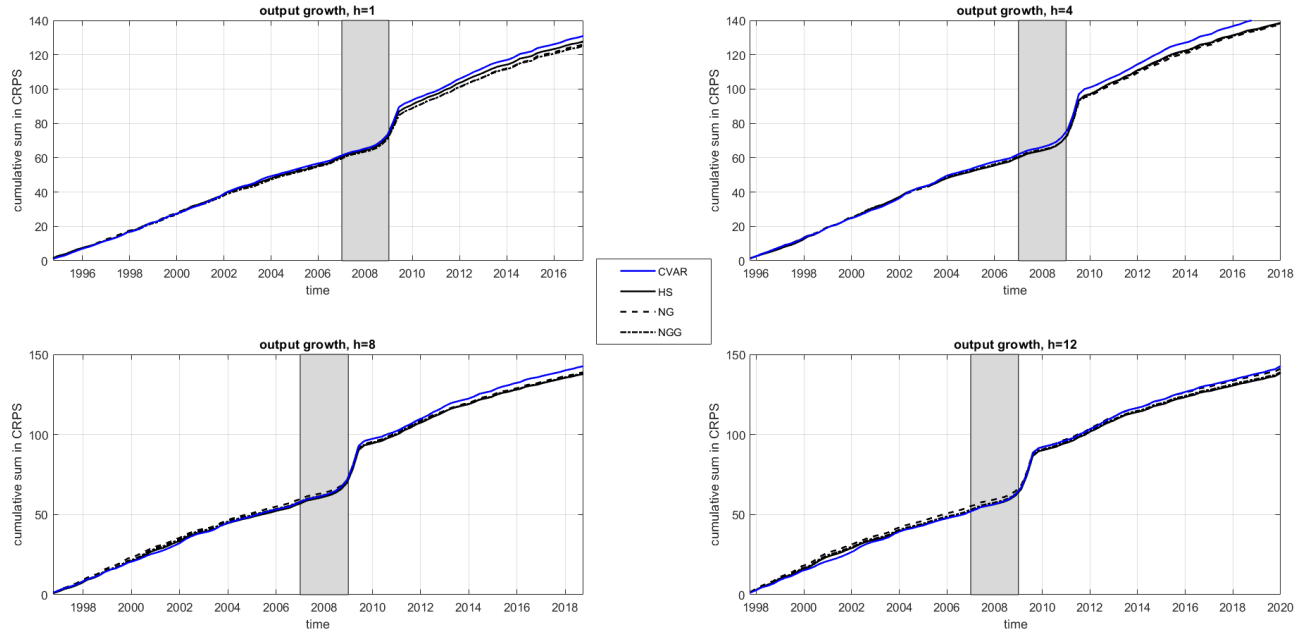 output growth, h=1
140
120
100
80
60
40
20
0
cumulative sum in CRPS
1996 1998 2000 2002 2004 2006 2008 2010 2012 2014 2016
time
output growth, h=4
140
120
100
80
60
40
20
0
cumulative sum in CRPS
1996 1998 2000 2002 2004 2006 2008 2010 2012 2014 2016 2018
time
CVAR
HS
NG
NGG
output growth, h=8
150
100
50
0
cumulative sum in CRPS
1998 2000 2002 2004 2006 2008 2010 2012 2014 2016 2018
time
output growth, h=12
150
100
50
0
cumulative sum in CRPS
1998 2000 2002 2004 2006 2008 2010 2012 2014 2016 2018 2020
time